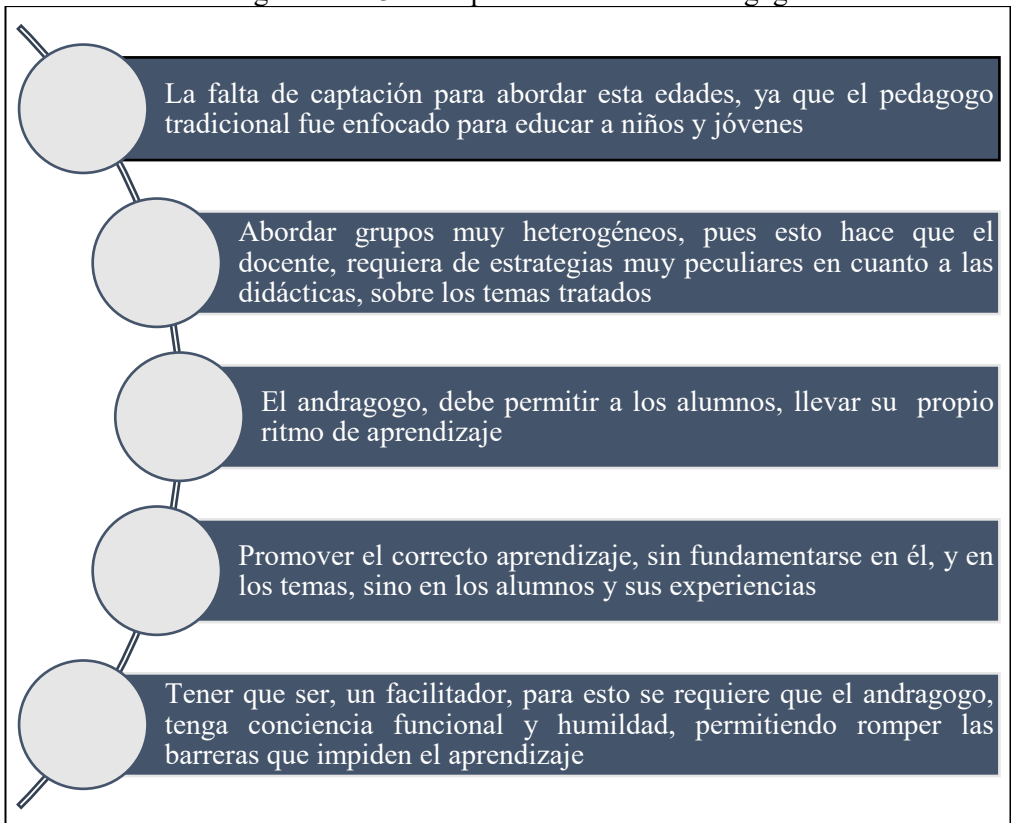 La falta de captación para abordar esta edades, ya que el pedagogo
tradicional fue enfocado para educar a niños y jóvenes
Abordar grupos muy heterogéneos, pues esto hace que el
docente, requiera de estrategias muy peculiares en cuanto a las
didácticas, sobre los temas tratados
El andragogo, debe permitir a los alumnos, llevar su propio
ritmo de aprendizaje
Promover el correcto aprendizaje, sin fundamentarse en él, y en
los temas, sino en los alumnos y sus experiencias
Tener que ser, un facilitador, para esto se requiere que el andragogo,
tenga conciencia funcional y humildad, permitiendo romper las
barreras que impiden el aprendizaje